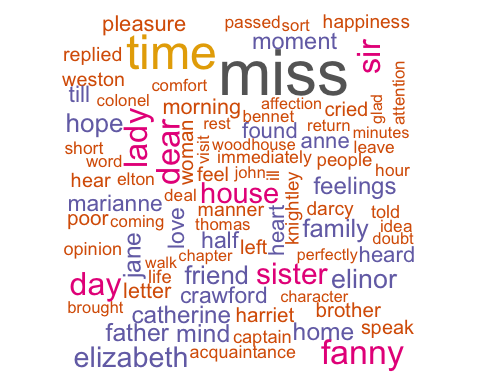 pleasure passed sort happiness
time moment sir
replied miss
weston comfort attention
till colonel morning affection cried glad
hope lady dear woman rest found bennet return minutes
visit woodhouse anne leave
short immediately people
word feel john ill hour
hear elton house feelings
marianne deal manner knightley darcy told
poor coming love thomas heart family idea
opinion jane half left doubt
chapter perfectly heard
day walk friend sister elinor
life letter crawford character
brought catherine harriet brother
father mind captain home speak
elizabeth acquaintance fanny